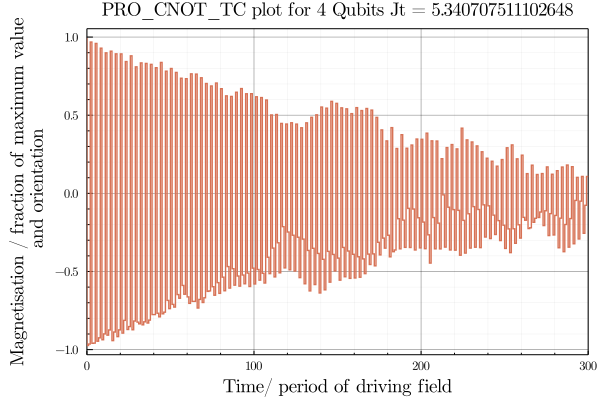 PRO_CNOT_TC plot for 4 Qubits Jt = 5.340707511102648
Magnetisation / fraction of maximum value
and orientation
1.0
0.5
0.0
−0.5
−1.0
0 100 200 300
Time/ period of driving field